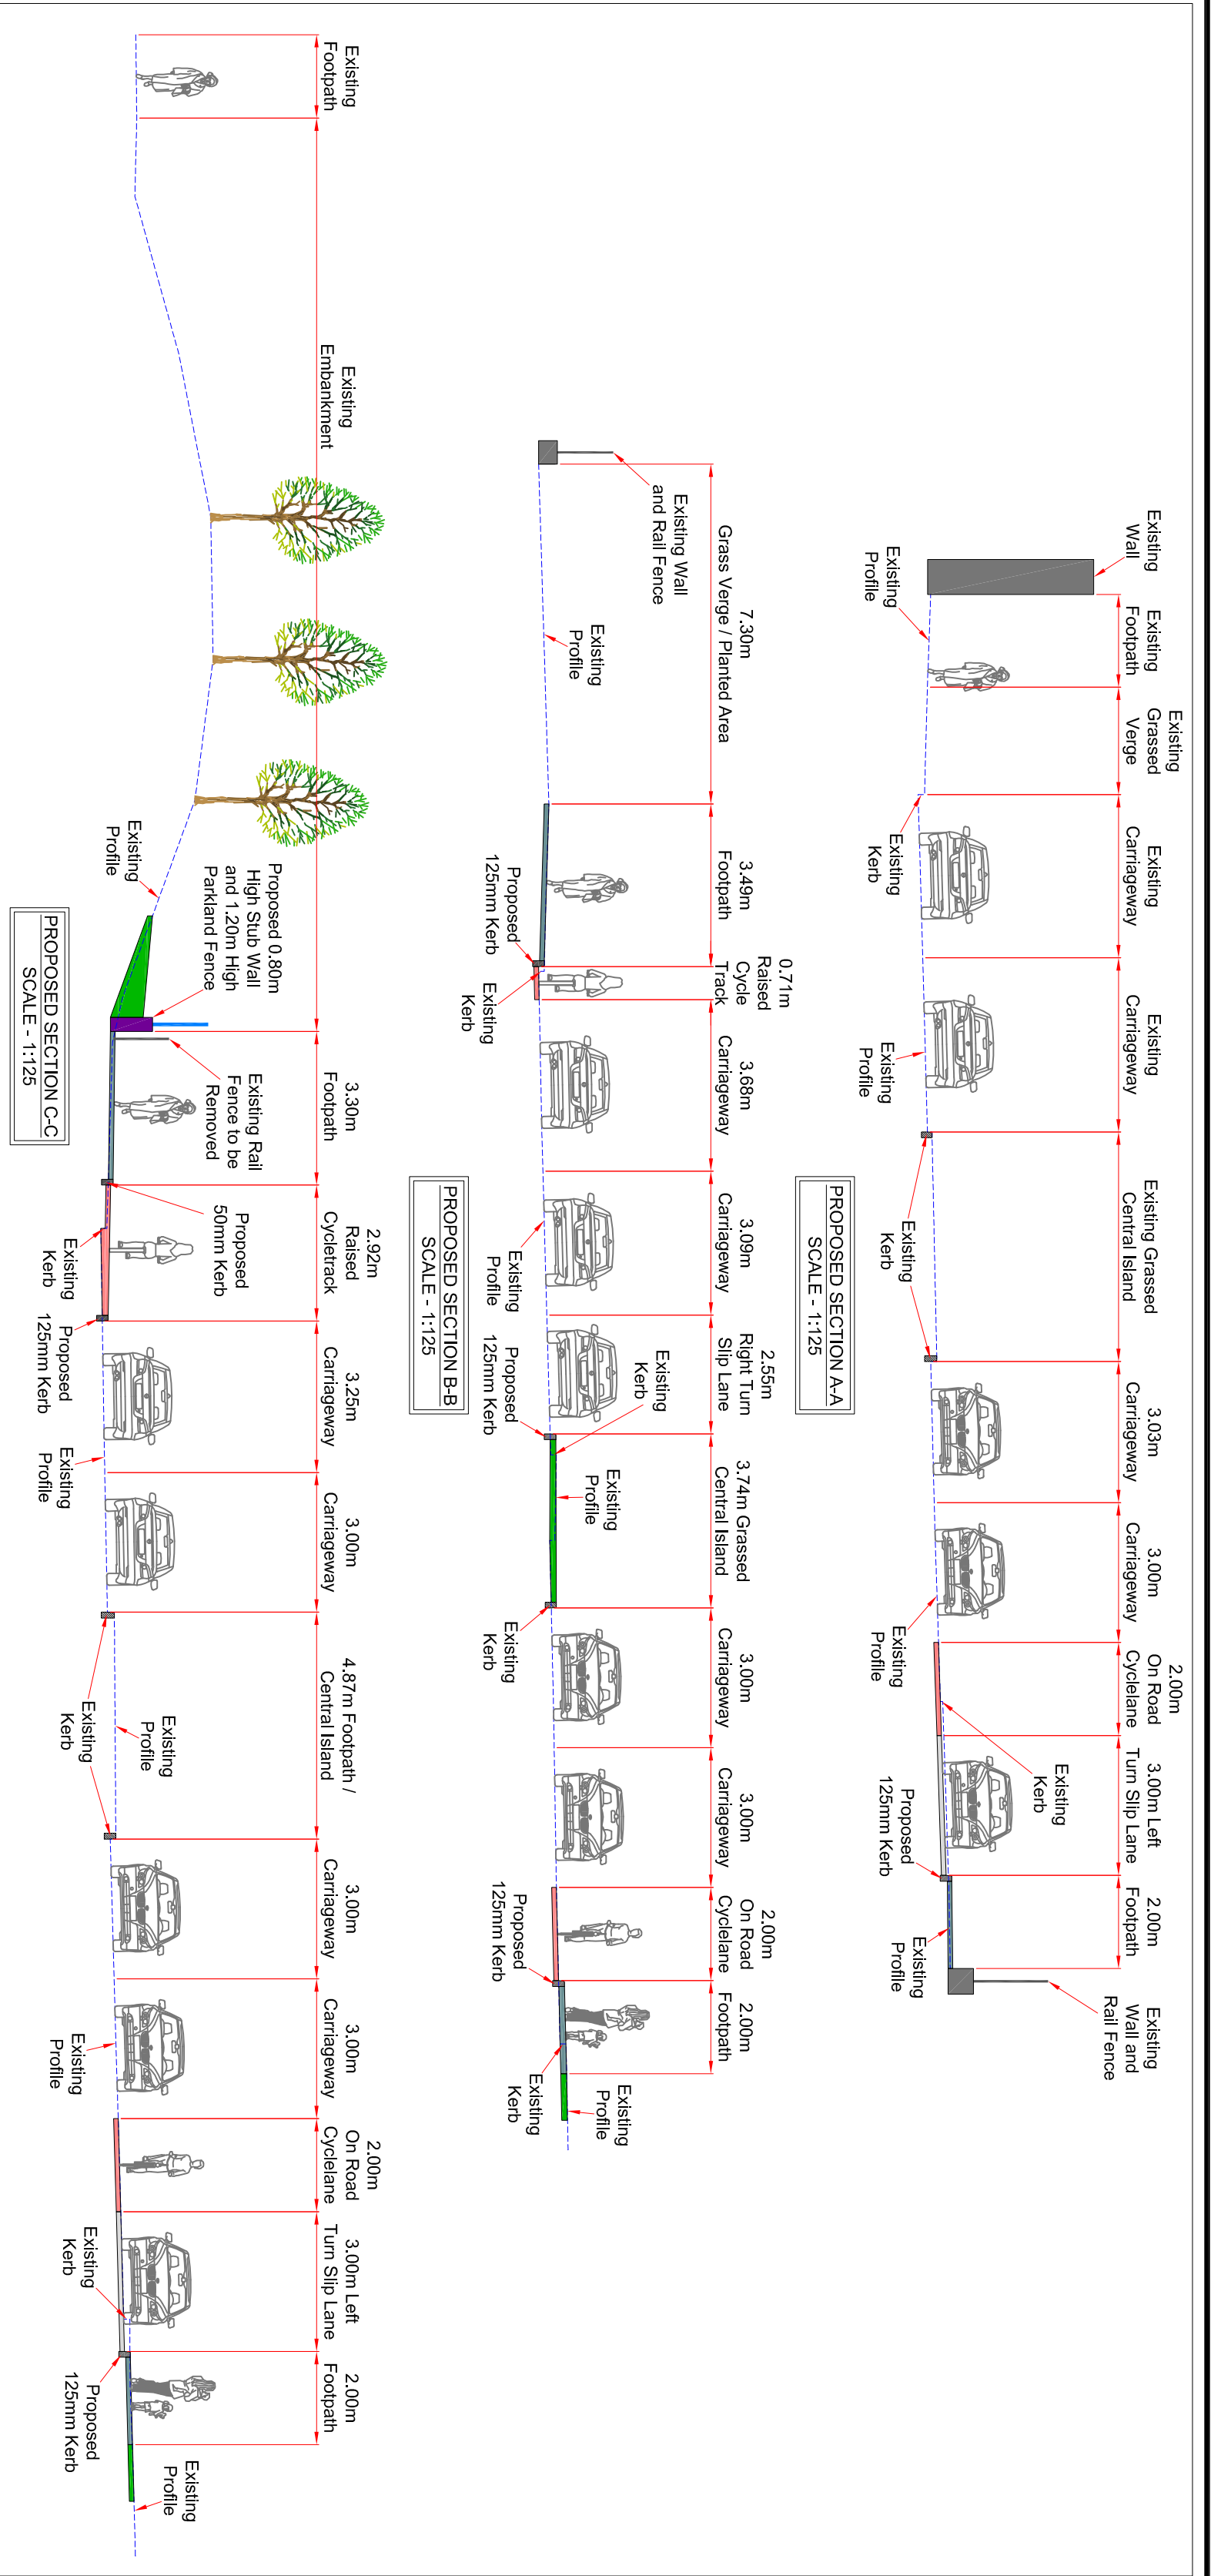 Existing
Wall
Existing
Footpath
Existing
Grassed
Verge
Existing
Carriageway
Existing
Carriageway
Existing Grassed
Central Island
3.03m
Carriageway
3.00m
Carriageway
2.00m
On Road
Cyclelane
3.00m Left
Turn Slip Lane
2.00m
Footpath
Existing
Wall and
Rail Fence
Existing
Profile
Existing
Kerb
Existing
Profile
Existing
Kerb
Existing
Profile
Existing
Kerb
Proposed
125mm Kerb
Existing
Profile
PROPOSED SECTION A-A
SCALE - 1:125
Existing Wall
and Rail Fence
7.30m
Grass Verge / Planted Area
3.49m
Footpath
0.71m
Raised
Cycle
Track
3.68m
Carriageway
3.09m
Carriageway
2.55m
Right Turn
Slip Lane
3.74m Grassed
Central Island
3.00m
Carriageway
3.00m
Carriageway
2.00m
On Road
Cyclelane
2.00m
Footpath
Existing
Profile
Proposed
125mm Kerb
Existing
Kerb
Existing
Profile
Proposed
125mm Kerb
Existing
Kerb
Existing
Profile
Existing
Kerb
Proposed
125mm Kerb
Existing
Kerb
Existing
Profile
PROPOSED SECTION B-B
SCALE - 1:125
Existing
Footpath
Existing
Embankment
3.30m
Footpath
2.92m
Raised
Cycletrack
3.25m
Carriageway
3.00m
Carriageway
4.87m Footpath /
Central Island
3.00m
Carriageway
3.00m
Carriageway
2.00m
On Road
Cyclelane
3.00m Left
Turn Slip Lane
2.00m
Footpath
Existing
Profile
Proposed 0.80m
High Stub Wall
and 1.20m High
Parkland Fence
Existing Rail
Fence to be
Removed
Proposed
50mm Kerb
Existing
Kerb
Proposed
125mm Kerb
Existing
Profile
Existing
Kerb
Existing
Profile
Existing
Profile
Existing
Kerb
Proposed
125mm Kerb
Existing
Profile
PROPOSED SECTION C-C
SCALE - 1:125